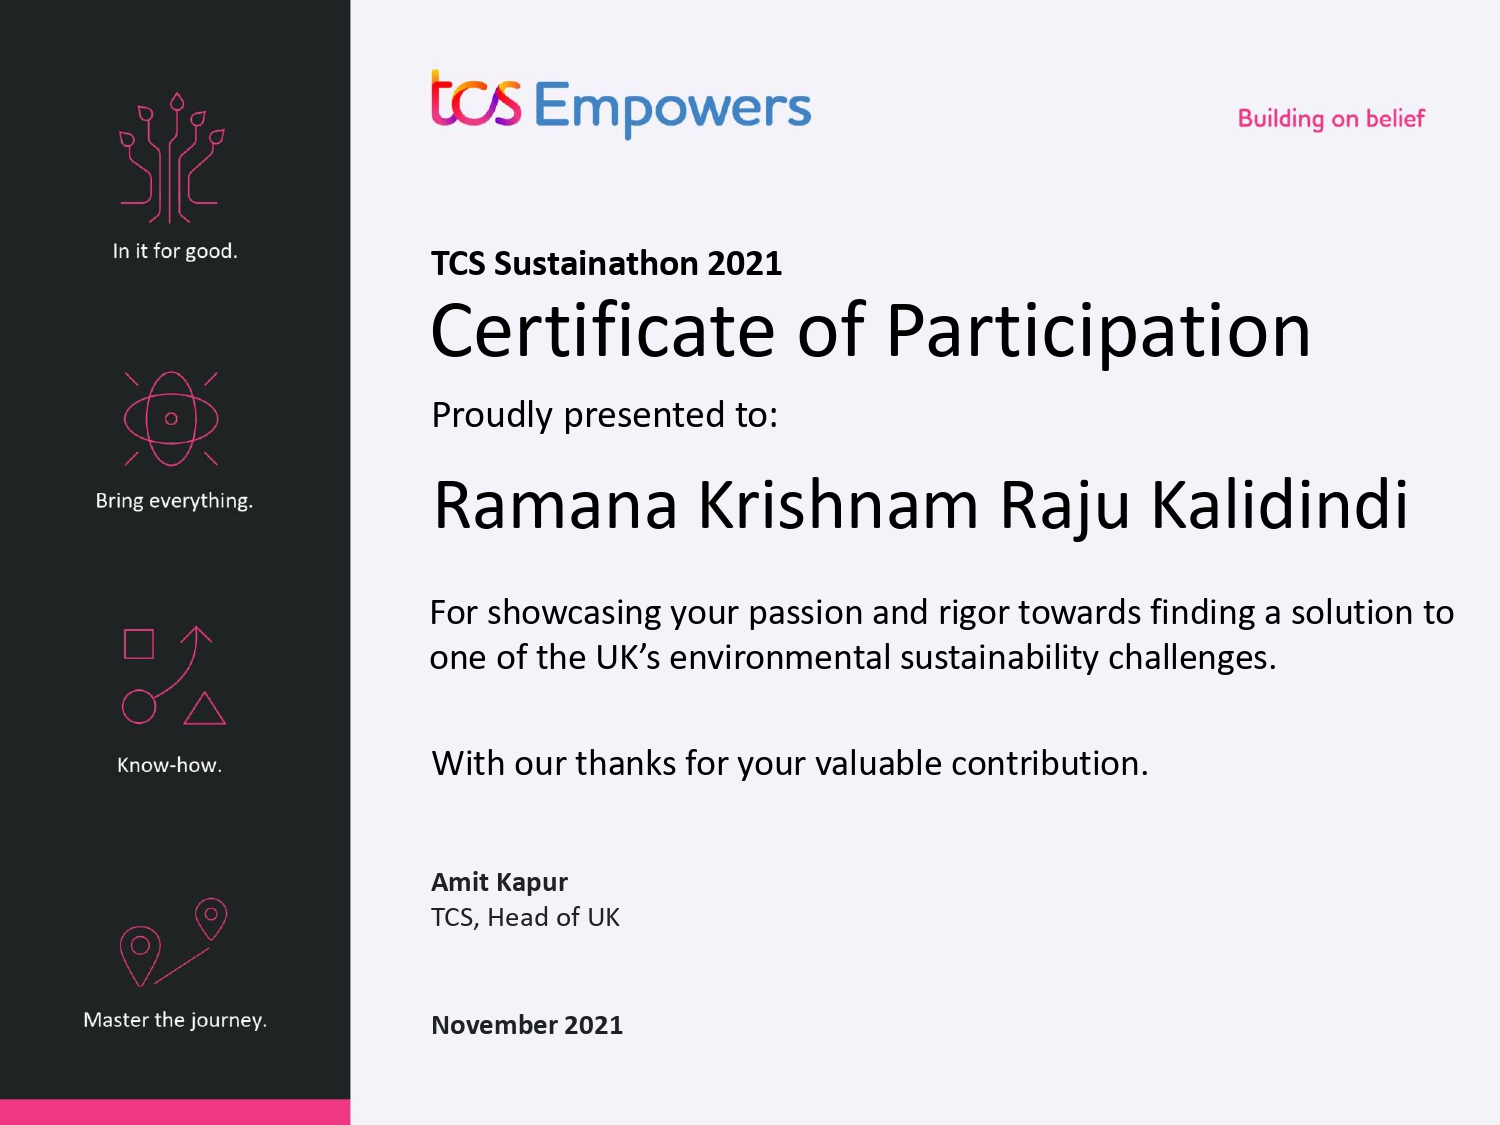 tcs Empowers
Building on belief
In it for good.
Bring everything.
Know-how.
Master the journey.
TCS Sustainathon 2021
Certificate of Participation
Proudly presented to:
Ramana Krishnam Raju Kalidindi
For showcasing your passion and rigor towards finding a solution to
one of the UK’s environmental sustainability challenges.
With our thanks for your valuable contribution.
Amit Kapur
TCS, Head of UK
November 2021